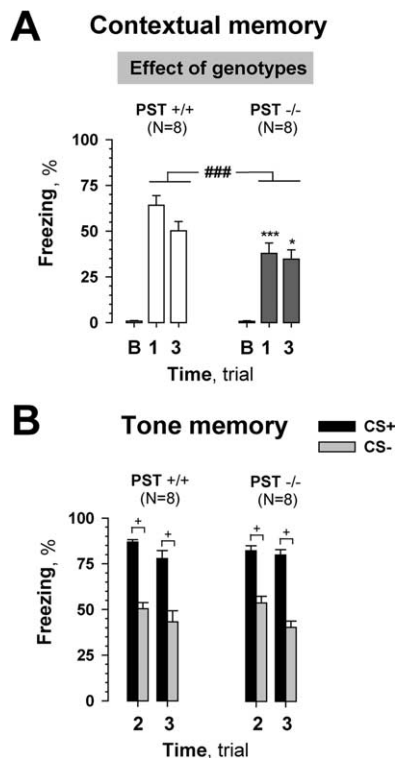 A
Contextual memory
Effect of genotypes
PST +/+ PST -/-
(N=8) (N=8)
100
###
75
Freezing, %
50
*** *
25
0
B 1 3 B 1 3
Time, trial
B
Tone memory
CS+
CS-
PST +/+ PST -/-
(N=8) (N=8)
100
+ + + +
75
Freezing, %
50
25
0
2 3 2 3
Time, trial